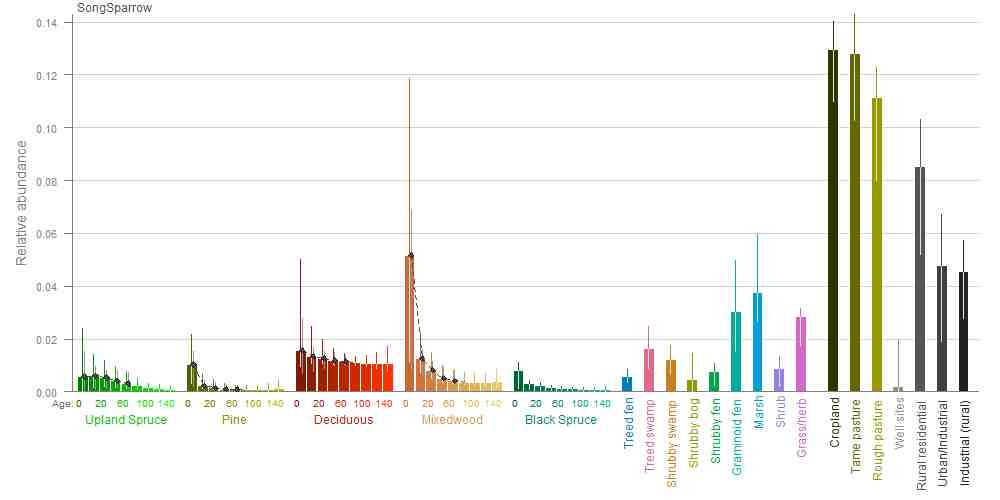 SongSparrow
Relative abundance
0.14
0.12
0.10
0.08
0.06
0.04
0.02
0.00
Age: 0 20 60 100 140 0 20 60 100 140 0 20 60 100 140 0 20 60 100 140 0 20 60 100 140
Upland Spruce Pine Deciduous Mixedwood Black Spruce
Treed fen
Treed swamp
Shrubby swamp
Shrubby bog
Shrubby fen
Graminoid fen
Marsh
Shrub
Grass/herb
Cropland
Tame pasture
Rough pasture
Well sites
Rural residential
Urban/Industrial
Industrial (rural)